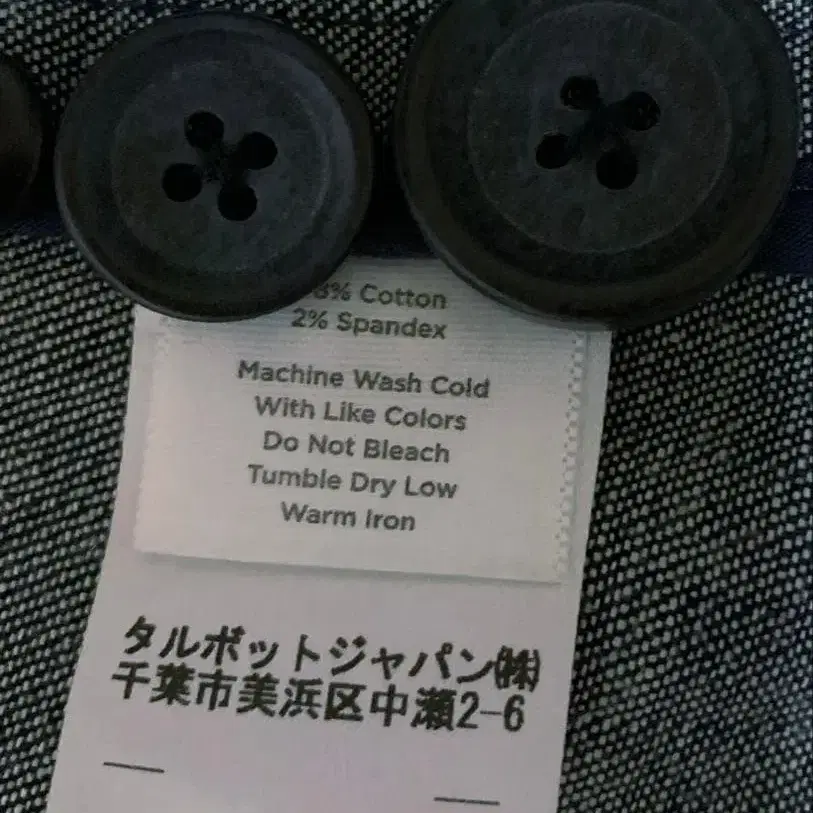 8% Cotton
2% Spandex
Machine Wash Cold
With Like Colors
Do Not Bleach
Tumble Dry Low
Warm Iron
タルボットジャパン㈱
千葉市美浜区中瀬2-6